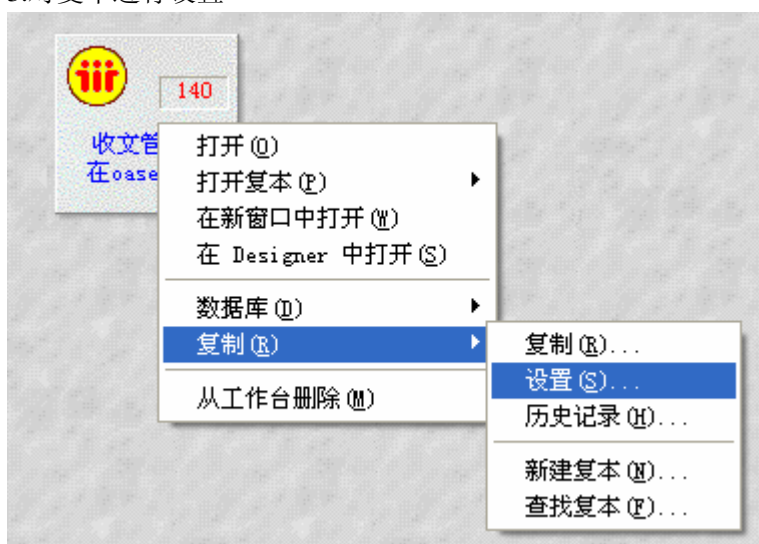 140
收文管
在oase
打开(O)
打开复本(P)
在新窗口中打开(W)
在 Designer 中打开(S)
数据库(D)
复制(R)
从工作台删除(M)
复制(R)...
设置(S)...
历史记录(H)...
新建复本(N)...
查找复本(F)...